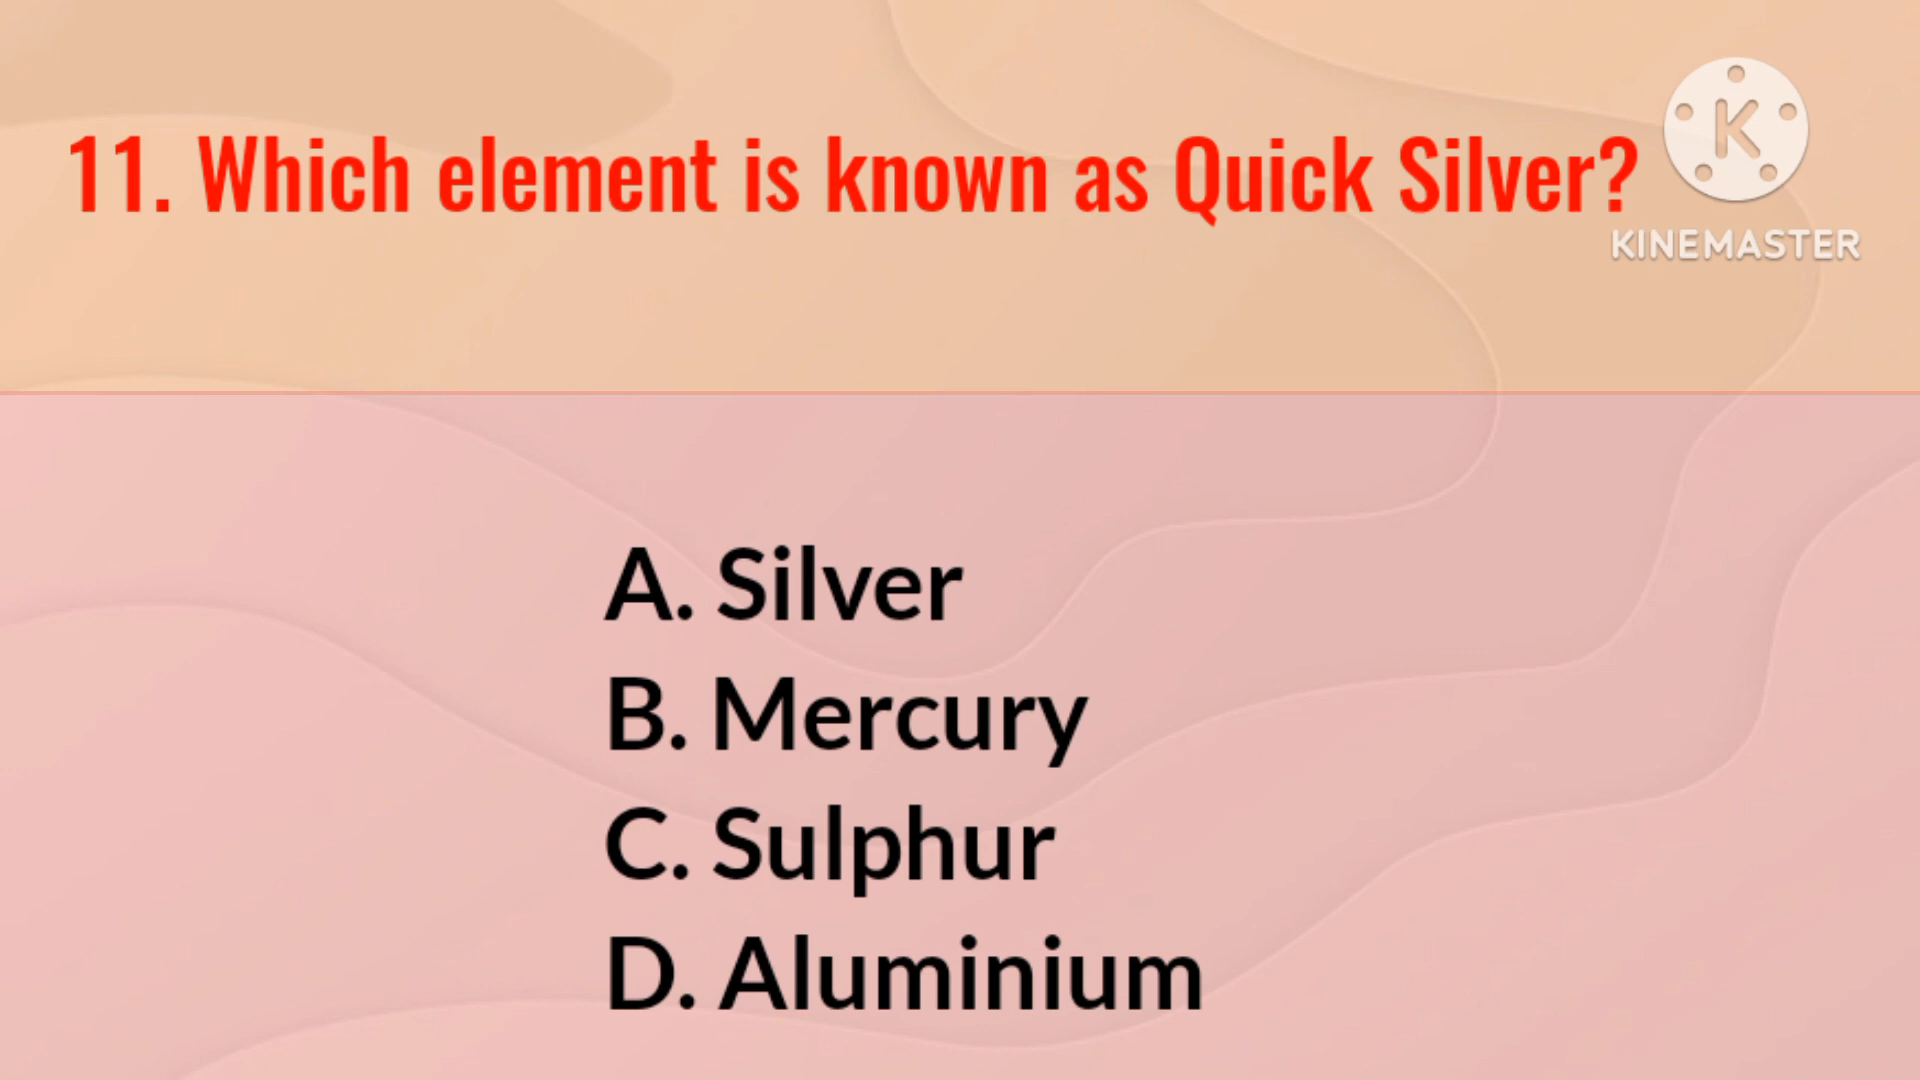 11. Which element is known as Quick Silver?
K
KINEMASTER
A. Silver
B. Mercury
C. Sulphur
D. Aluminium